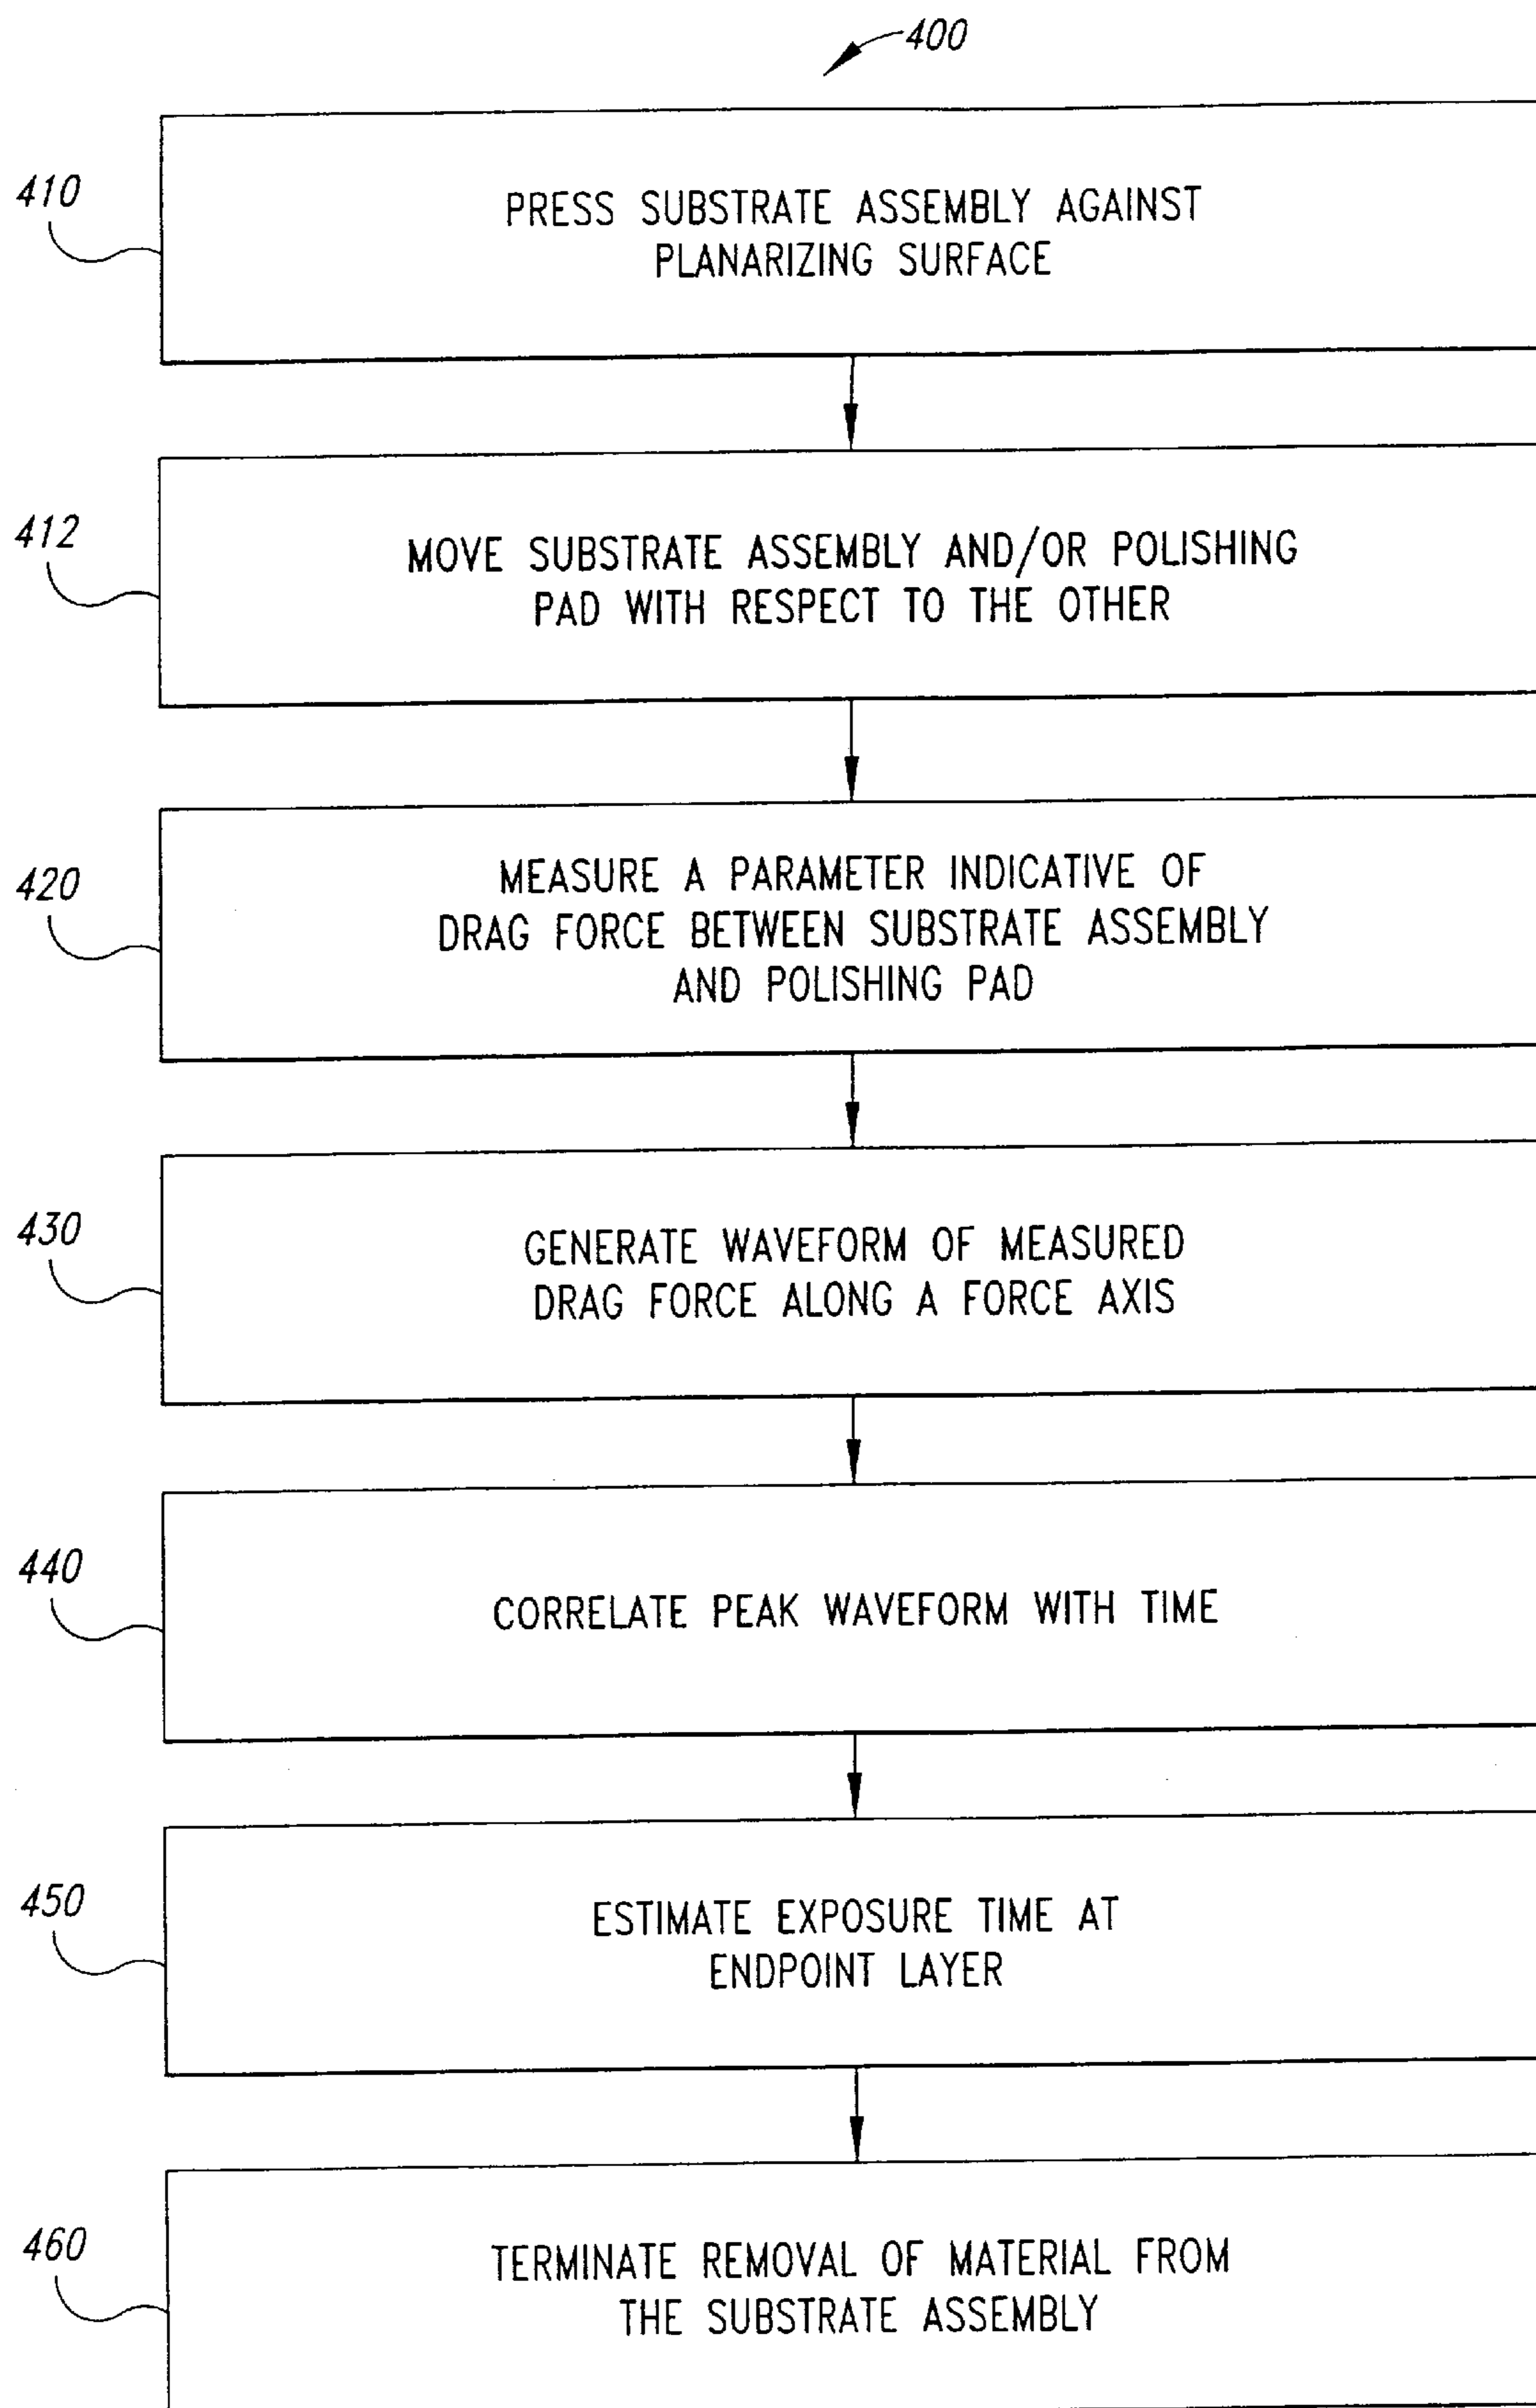 400
410
PRESS SUBSTRATE ASSEMBLY AGAINST
PLANARIZING SURFACE
412
MOVE SUBSTRATE ASSEMBLY AND/OR POLISHING
PAD WITH RESPECT TO THE OTHER
420
MEASURE A PARAMETER INDICATIVE OF
DRAG FORCE BETWEEN SUBSTRATE ASSEMBLY
AND POLISHING PAD
430
GENERATE WAVEFORM OF MEASURED
DRAG FORCE ALONG A FORCE AXIS
440
CORRELATE PEAK WAVEFORM WITH TIME
450
ESTIMATE EXPOSURE TIME AT
ENDPOINT LAYER
460
TERMINATE REMOVAL OF MATERIAL FROM
THE SUBSTRATE ASSEMBLY